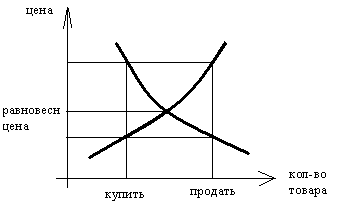 цена
равновесн
цена
купить
продать
кол-во
товара